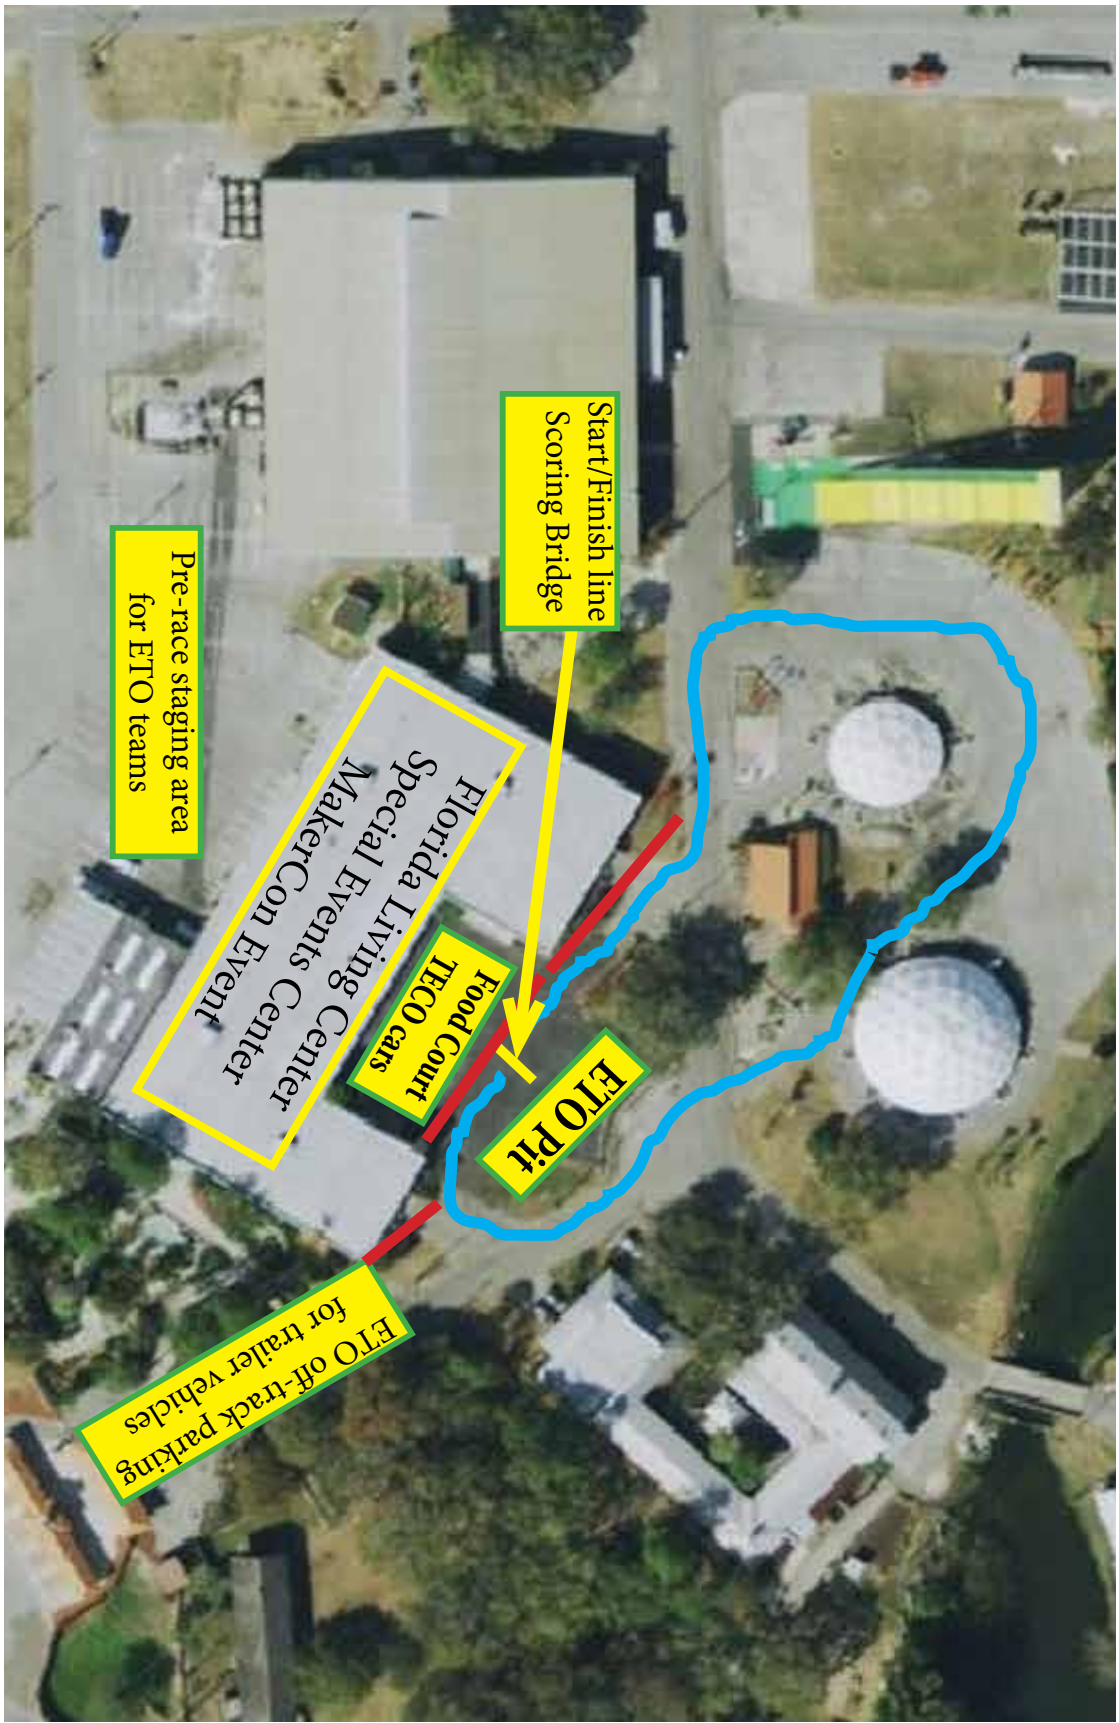 Start/Finish line
Scoring Bridge
Pre-race staging area
for ETO teams
Florida Living Center
Special Events Center
MakerCon Event
Food Court
TECO cars
ETO Pit
ETO off-track parking
for trailer vehicles